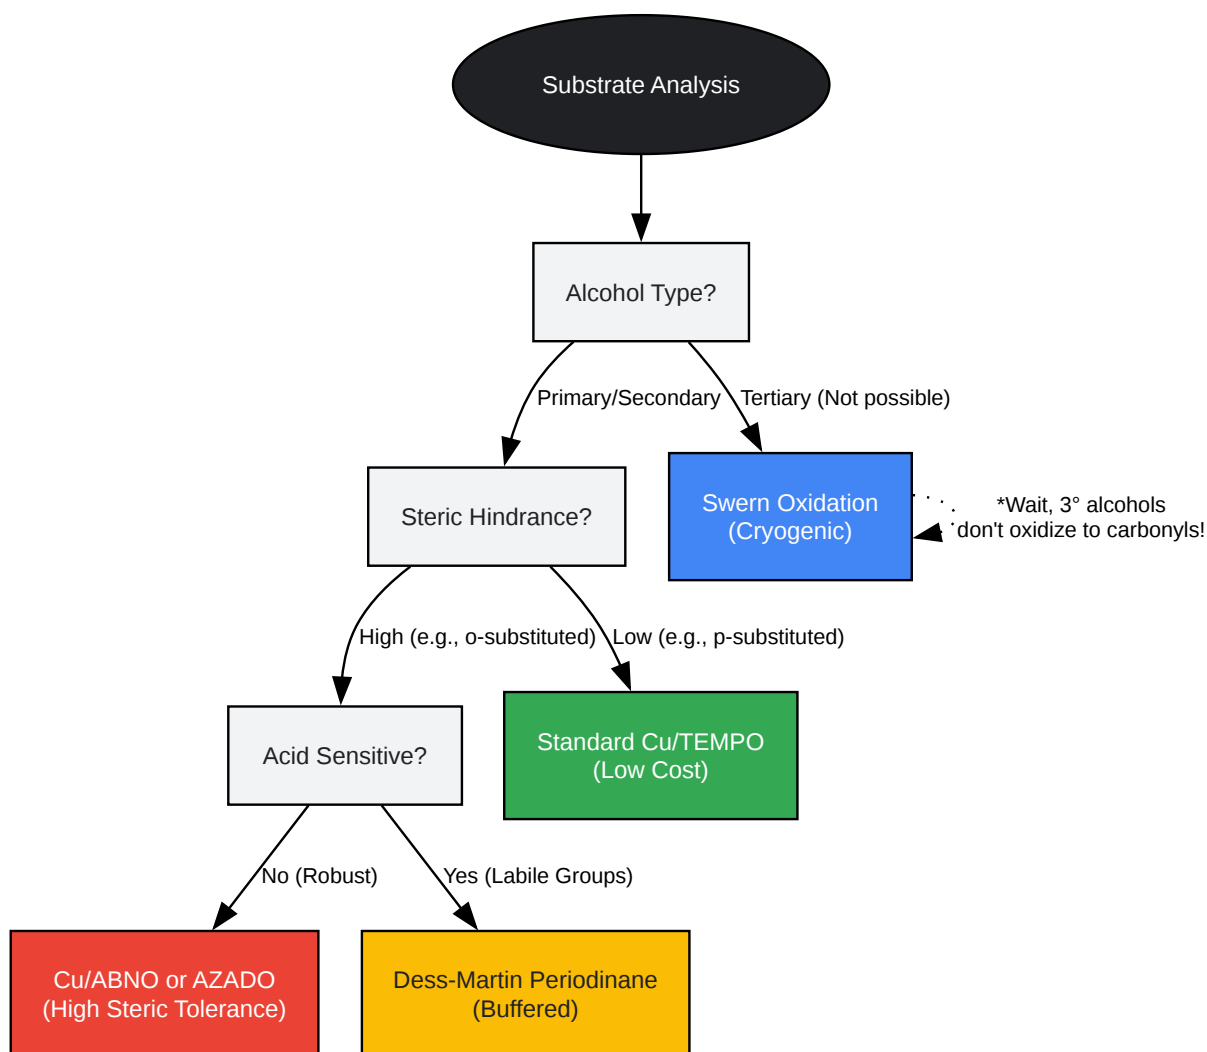 Substrate Analysis
Alcohol Type?
Primary/Secondary
Tertiary (Not possible)
Steric Hindrance?
Swern Oxidation
(Cryogenic)
*Wait, 3° alcohols
don't oxidize to carbonyls!
High (e.g., o-substituted)
Low (e.g., p-substituted)
Acid Sensitive?
Standard Cu/TEMPO
(Low Cost)
No (Robust)
Yes (Labile Groups)
Cu/ABNO or AZADO
(High Steric Tolerance)
Dess-Martin Periodinane
(Buffered)